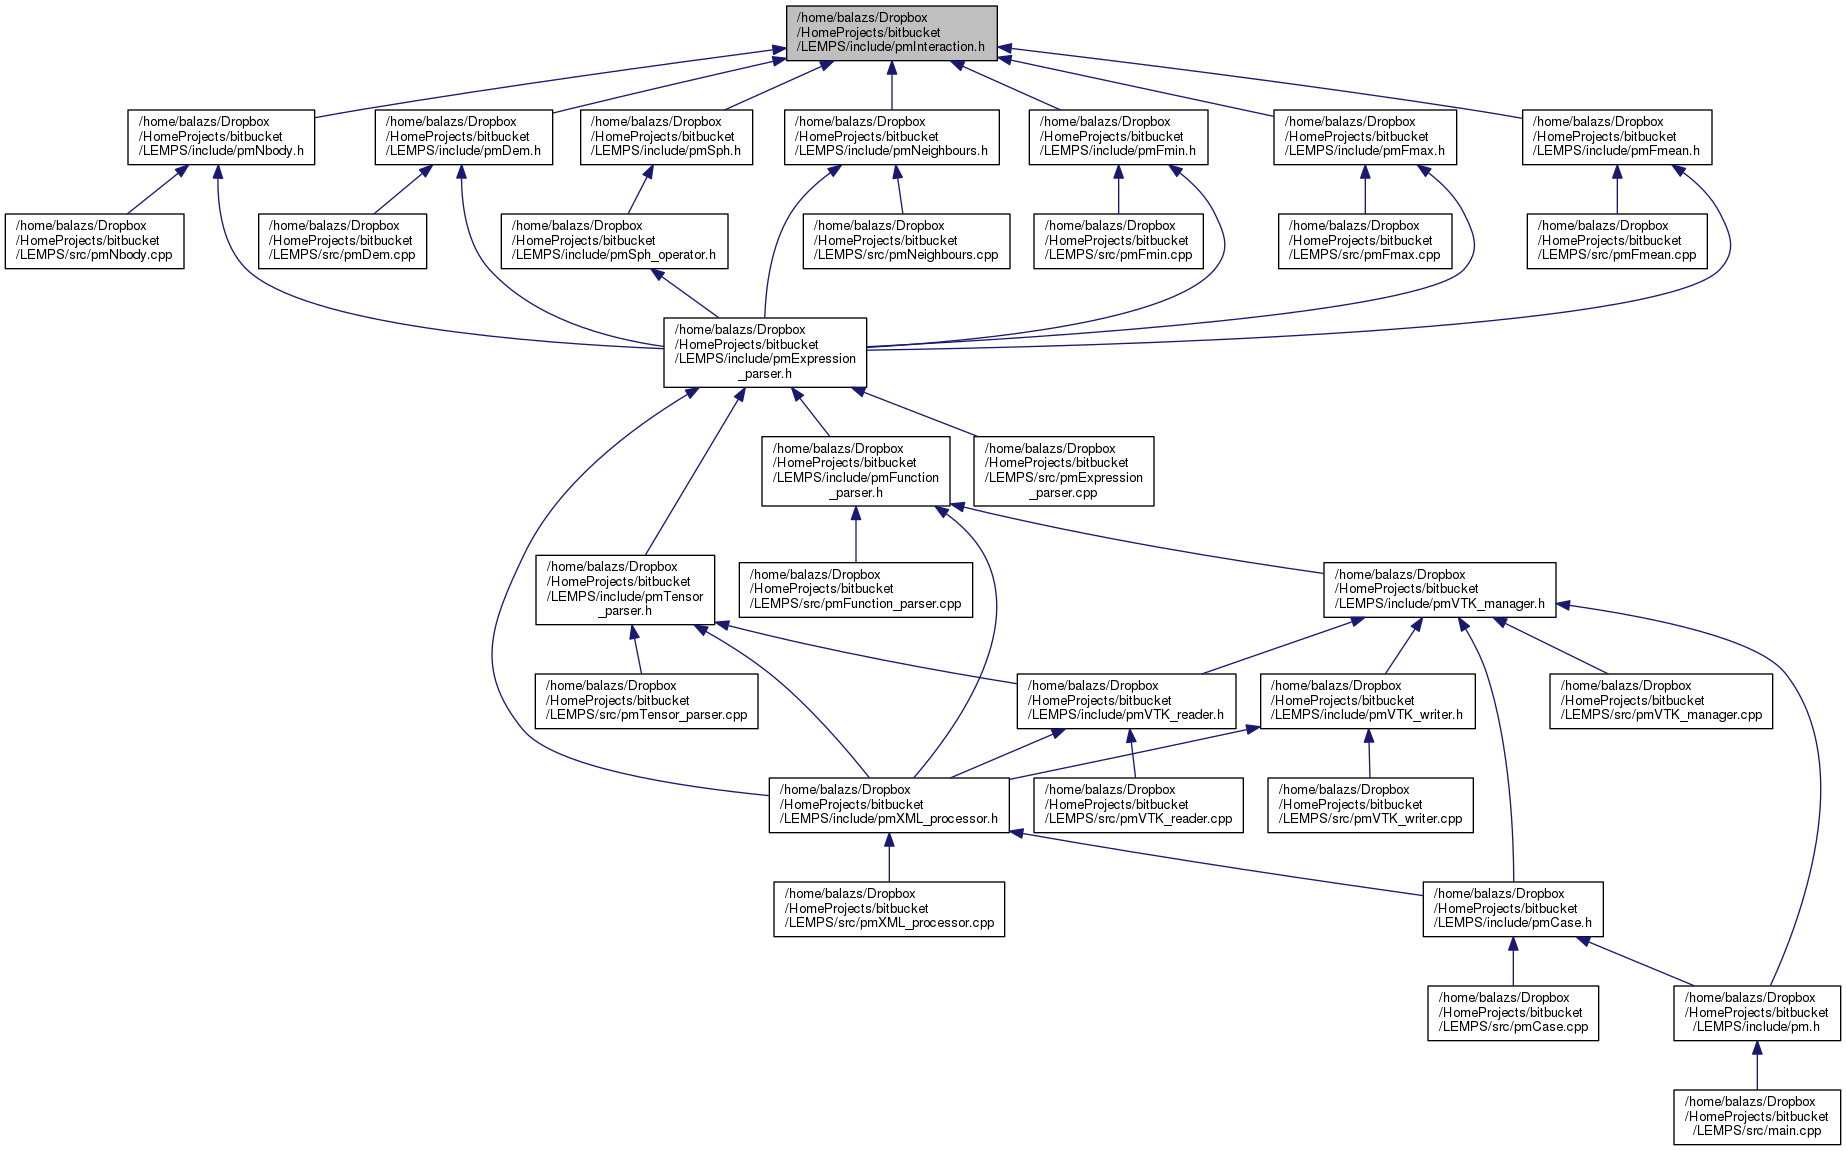 /home/balazs/Dropbox
/HomeProjects/bitbucket
/LEMPS/include/pmInteraction.h
/home/balazs/Dropbox
/HomeProjects/bitbucket
/LEMPS/include/pmNbody.h
/home/balazs/Dropbox
/HomeProjects/bitbucket
/LEMPS/include/pmDem.h
/home/balazs/Dropbox
/HomeProjects/bitbucket
/LEMPS/include/pmSph.h
/home/balazs/Dropbox
/HomeProjects/bitbucket
/LEMPS/include/pmNeighbours.h
/home/balazs/Dropbox
/HomeProjects/bitbucket
/LEMPS/include/pmFmin.h
/home/balazs/Dropbox
/HomeProjects/bitbucket
/LEMPS/include/pmFmax.h
/home/balazs/Dropbox
/HomeProjects/bitbucket
/LEMPS/include/pmFmean.h
/home/balazs/Dropbox
/HomeProjects/bitbucket
/LEMPS/src/pmNbody.cpp
/home/balazs/Dropbox
/HomeProjects/bitbucket
/LEMPS/src/pmDem.cpp
/home/balazs/Dropbox
/HomeProjects/bitbucket
/LEMPS/include/pmSph_operator.h
/home/balazs/Dropbox
/HomeProjects/bitbucket
/LEMPS/src/pmNeighbours.cpp
/home/balazs/Dropbox
/HomeProjects/bitbucket
/LEMPS/src/pmFmin.cpp
/home/balazs/Dropbox
/HomeProjects/bitbucket
/LEMPS/src/pmFmax.cpp
/home/balazs/Dropbox
/HomeProjects/bitbucket
/LEMPS/src/pmFmean.cpp
/home/balazs/Dropbox
/HomeProjects/bitbucket
/LEMPS/include/pmExpression
_parser.h
/home/balazs/Dropbox
/HomeProjects/bitbucket
/LEMPS/include/pmFunction
_parser.h
/home/balazs/Dropbox
/HomeProjects/bitbucket
/LEMPS/src/pmExpression
_parser.cpp
/home/balazs/Dropbox
/HomeProjects/bitbucket
/LEMPS/include/pmTensor
_parser.h
/home/balazs/Dropbox
/HomeProjects/bitbucket
/LEMPS/src/pmFunction_parser.cpp
/home/balazs/Dropbox
/HomeProjects/bitbucket
/LEMPS/include/pmVTK_manager.h
/home/balazs/Dropbox
/HomeProjects/bitbucket
/LEMPS/src/pmTensor_parser.cpp
/home/balazs/Dropbox
/HomeProjects/bitbucket
/LEMPS/include/pmVTK_reader.h
/home/balazs/Dropbox
/HomeProjects/bitbucket
/LEMPS/include/pmVTK_writer.h
/home/balazs/Dropbox
/HomeProjects/bitbucket
/LEMPS/src/pmVTK_manager.cpp
/home/balazs/Dropbox
/HomeProjects/bitbucket
/LEMPS/include/pmXML_processor.h
/home/balazs/Dropbox
/HomeProjects/bitbucket
/LEMPS/src/pmVTK_reader.cpp
/home/balazs/Dropbox
/HomeProjects/bitbucket
/LEMPS/src/pmVTK_writer.cpp
/home/balazs/Dropbox
/HomeProjects/bitbucket
/LEMPS/src/pmXML_processor.cpp
/home/balazs/Dropbox
/HomeProjects/bitbucket
/LEMPS/include/pmCase.h
/home/balazs/Dropbox
/HomeProjects/bitbucket
/LEMPS/src/pmCase.cpp
/home/balazs/Dropbox
/HomeProjects/bitbucket
/LEMPS/include/pm.h
/home/balazs/Dropbox
/HomeProjects/bitbucket
/LEMPS/src/main.cpp